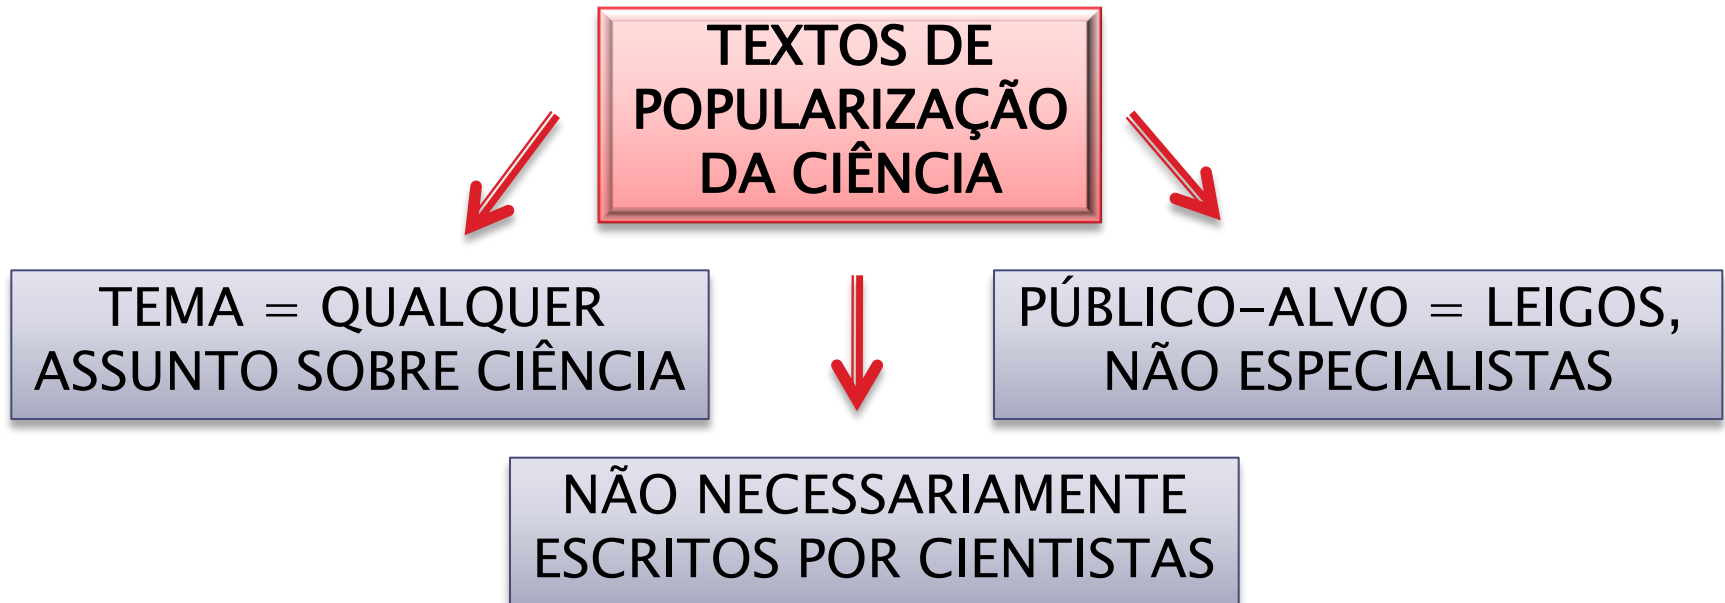 TEXTOS DE
POPULARIZAÇÃO
DA CIÊNCIA
TEMA = QUALQUER
ASSUNTO SOBRE CIÊNCIA
PÚBLICO-ALVO = LEIGOS,
NÃO ESPECIALISTAS
NÃO NECESSARIAMENTE
ESCRITOS POR CIENTISTAS